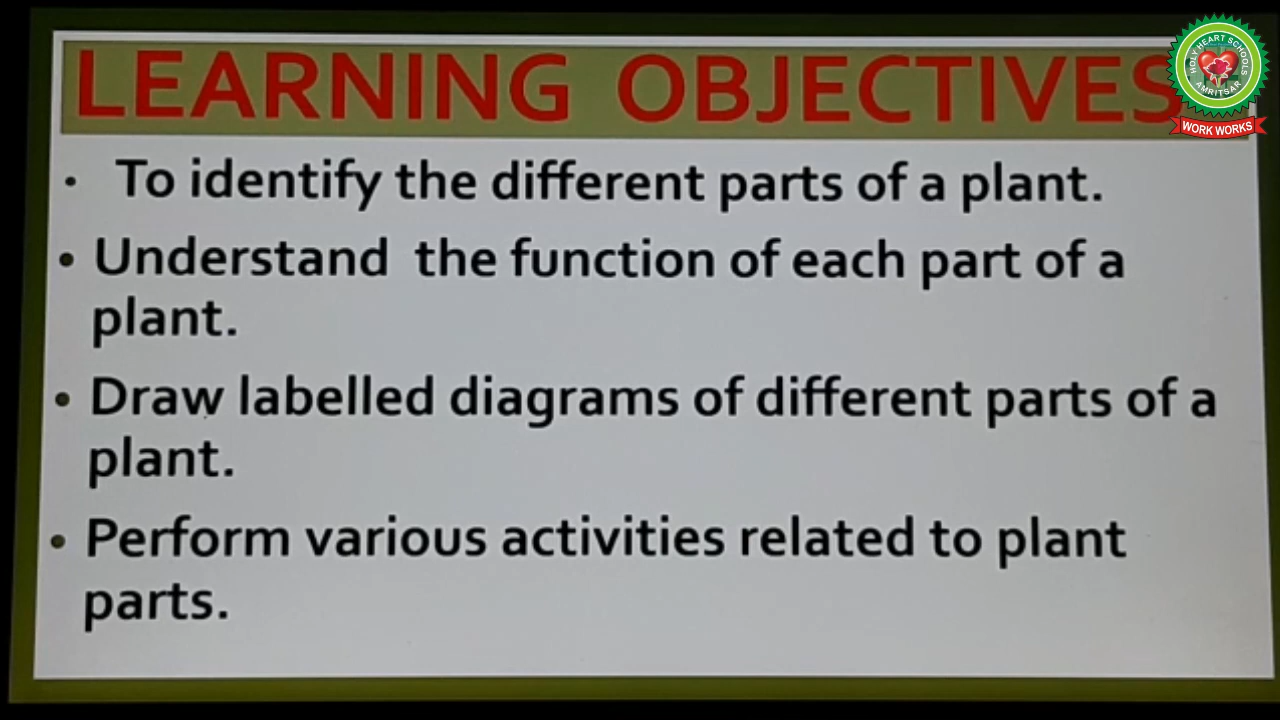 LEARNING OBJECTIVES
HOLY HEART SCHOOLS
AMRITSAR
WORK WORKS
• To identify the different parts of a plant.
• Understand the function of each part of a
plant.
• Draw labelled diagrams of different parts of a
plant.
• Perform various activities related to plant
parts.